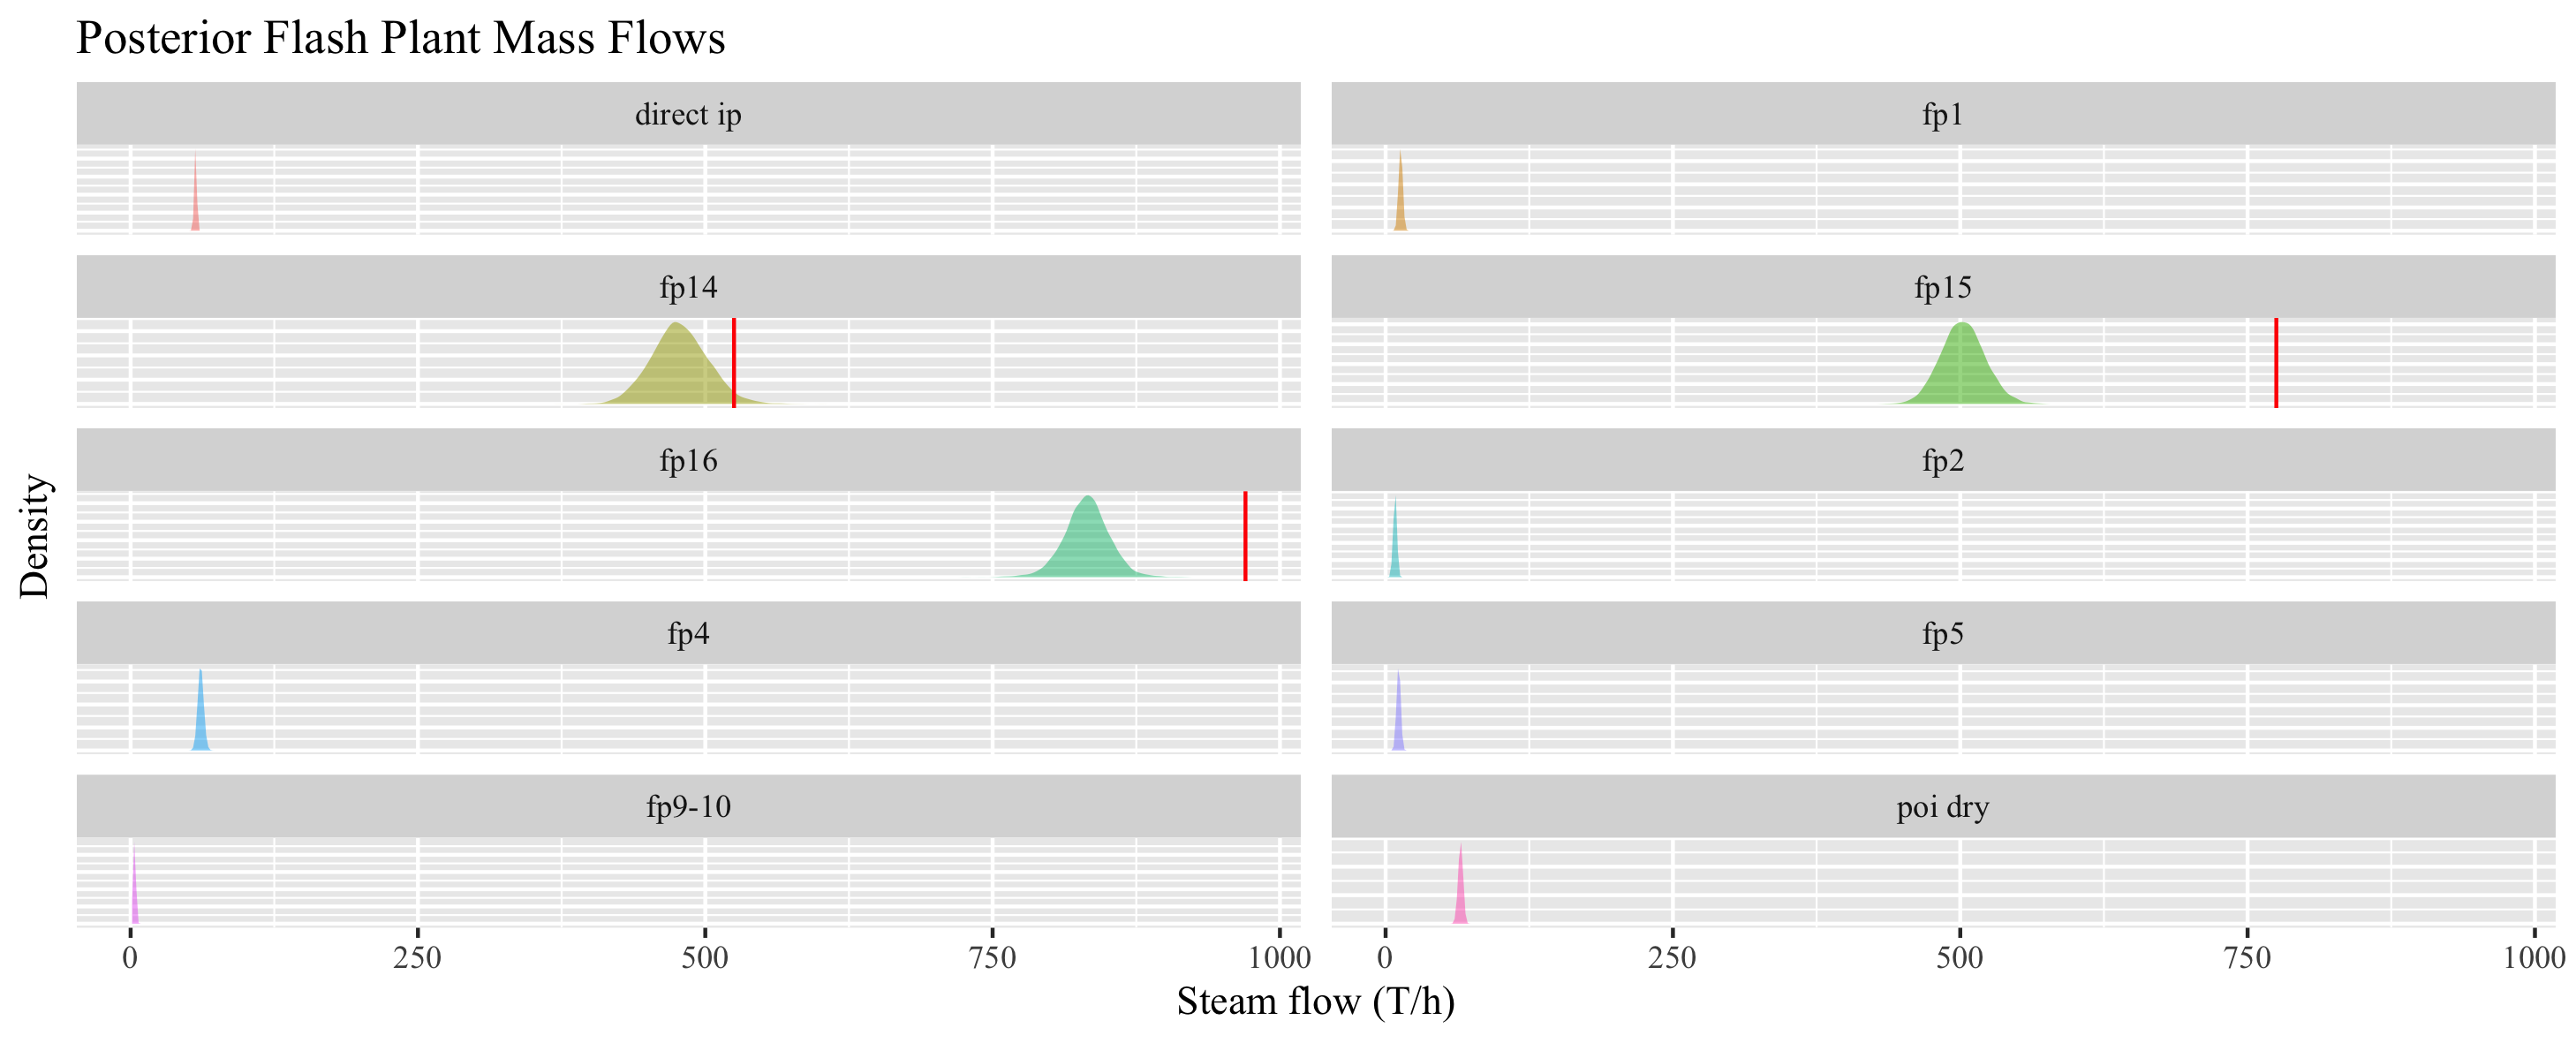 Posterior Flash Plant Mass Flows
direct ip
fp1
fp14
fp15
fp16
fp2
fp4
fp5
fp9-10
poi dry
Density
0 250 500 750 1000
0 250 500 750 1000
Steam flow (T/h)